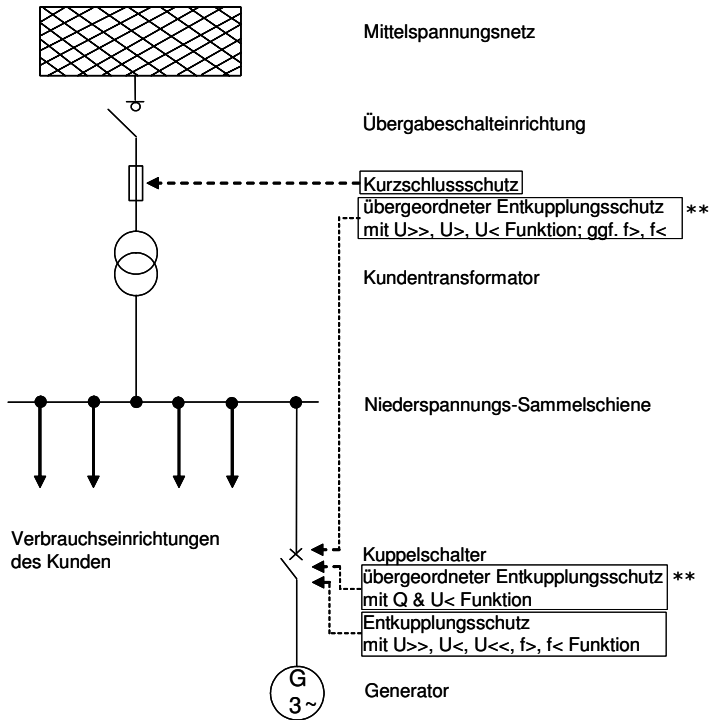 Mittelspannungsnetz
Übergabeschalteinrichtung
Kurzschlussschutz
übergeordneter Entkupplungsschutz **
mit U>>, U>, U< Funktion; ggf. f>, f<
Kundentransformator
Niederspannungs-Sammelschiene
Verbrauchseinrichtungen
des Kunden
Kuppelschalter
übergeordneter Entkupplungsschutz **
mit Q & U< Funktion
Entkupplungsschutz
mit U>>, U<, U<<, f>, f< Funktion
G
3~
Generator